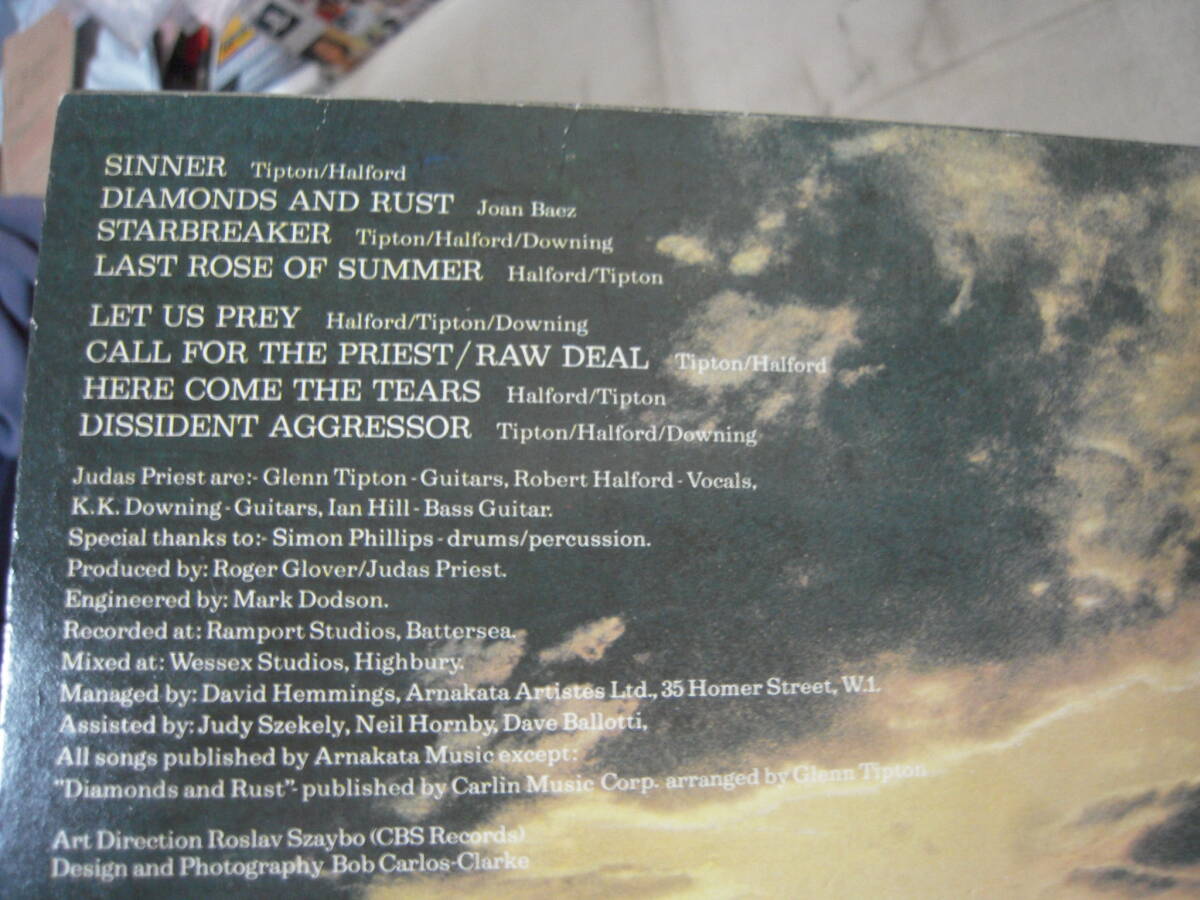 SINNER Tipton/Halford
DIAMONDS AND RUST Joan Baez
STARBREAKER Tipton/Halford/Downing
LAST ROSE OF SUMMER Halford/Tipton
LET US PREY Halford/Tipton/Downing
CALL FOR THE PRIEST/RAW DEAL Tipton/Halford
HERE COME THE TEARS Halford/Tipton
DISSIDENT AGGRESSOR Tipton/Halford/Downing
Judas Priest are:- Glenn Tipton - Guitars, Robert Halford - Vocals,
K.K. Downing - Guitars, Ian Hill - Bass Guitar.
Special thanks to:- Simon Phillips - drums/percussion.
Produced by: Roger Glover/Judas Priest.
Engineered by: Mark Dodson.
Recorded at: Ramport Studios, Battersea.
Mixed at: Wessex Studios, Highbury.
Managed by: David Hemmings, Arnakata Artistes Ltd., 35 Homer Street, W.1.
Assisted by: Judy Szekely, Neil Hornby, Dave Ballotti,
All songs published by Arnakata Music except:
"Diamonds and Rust"- published by Carlin Music Corp. arranged by Glenn Tipton
Art Direction Roslav Szaybo (CBS Records)
Design and Photography Bob Carlos-Clarke